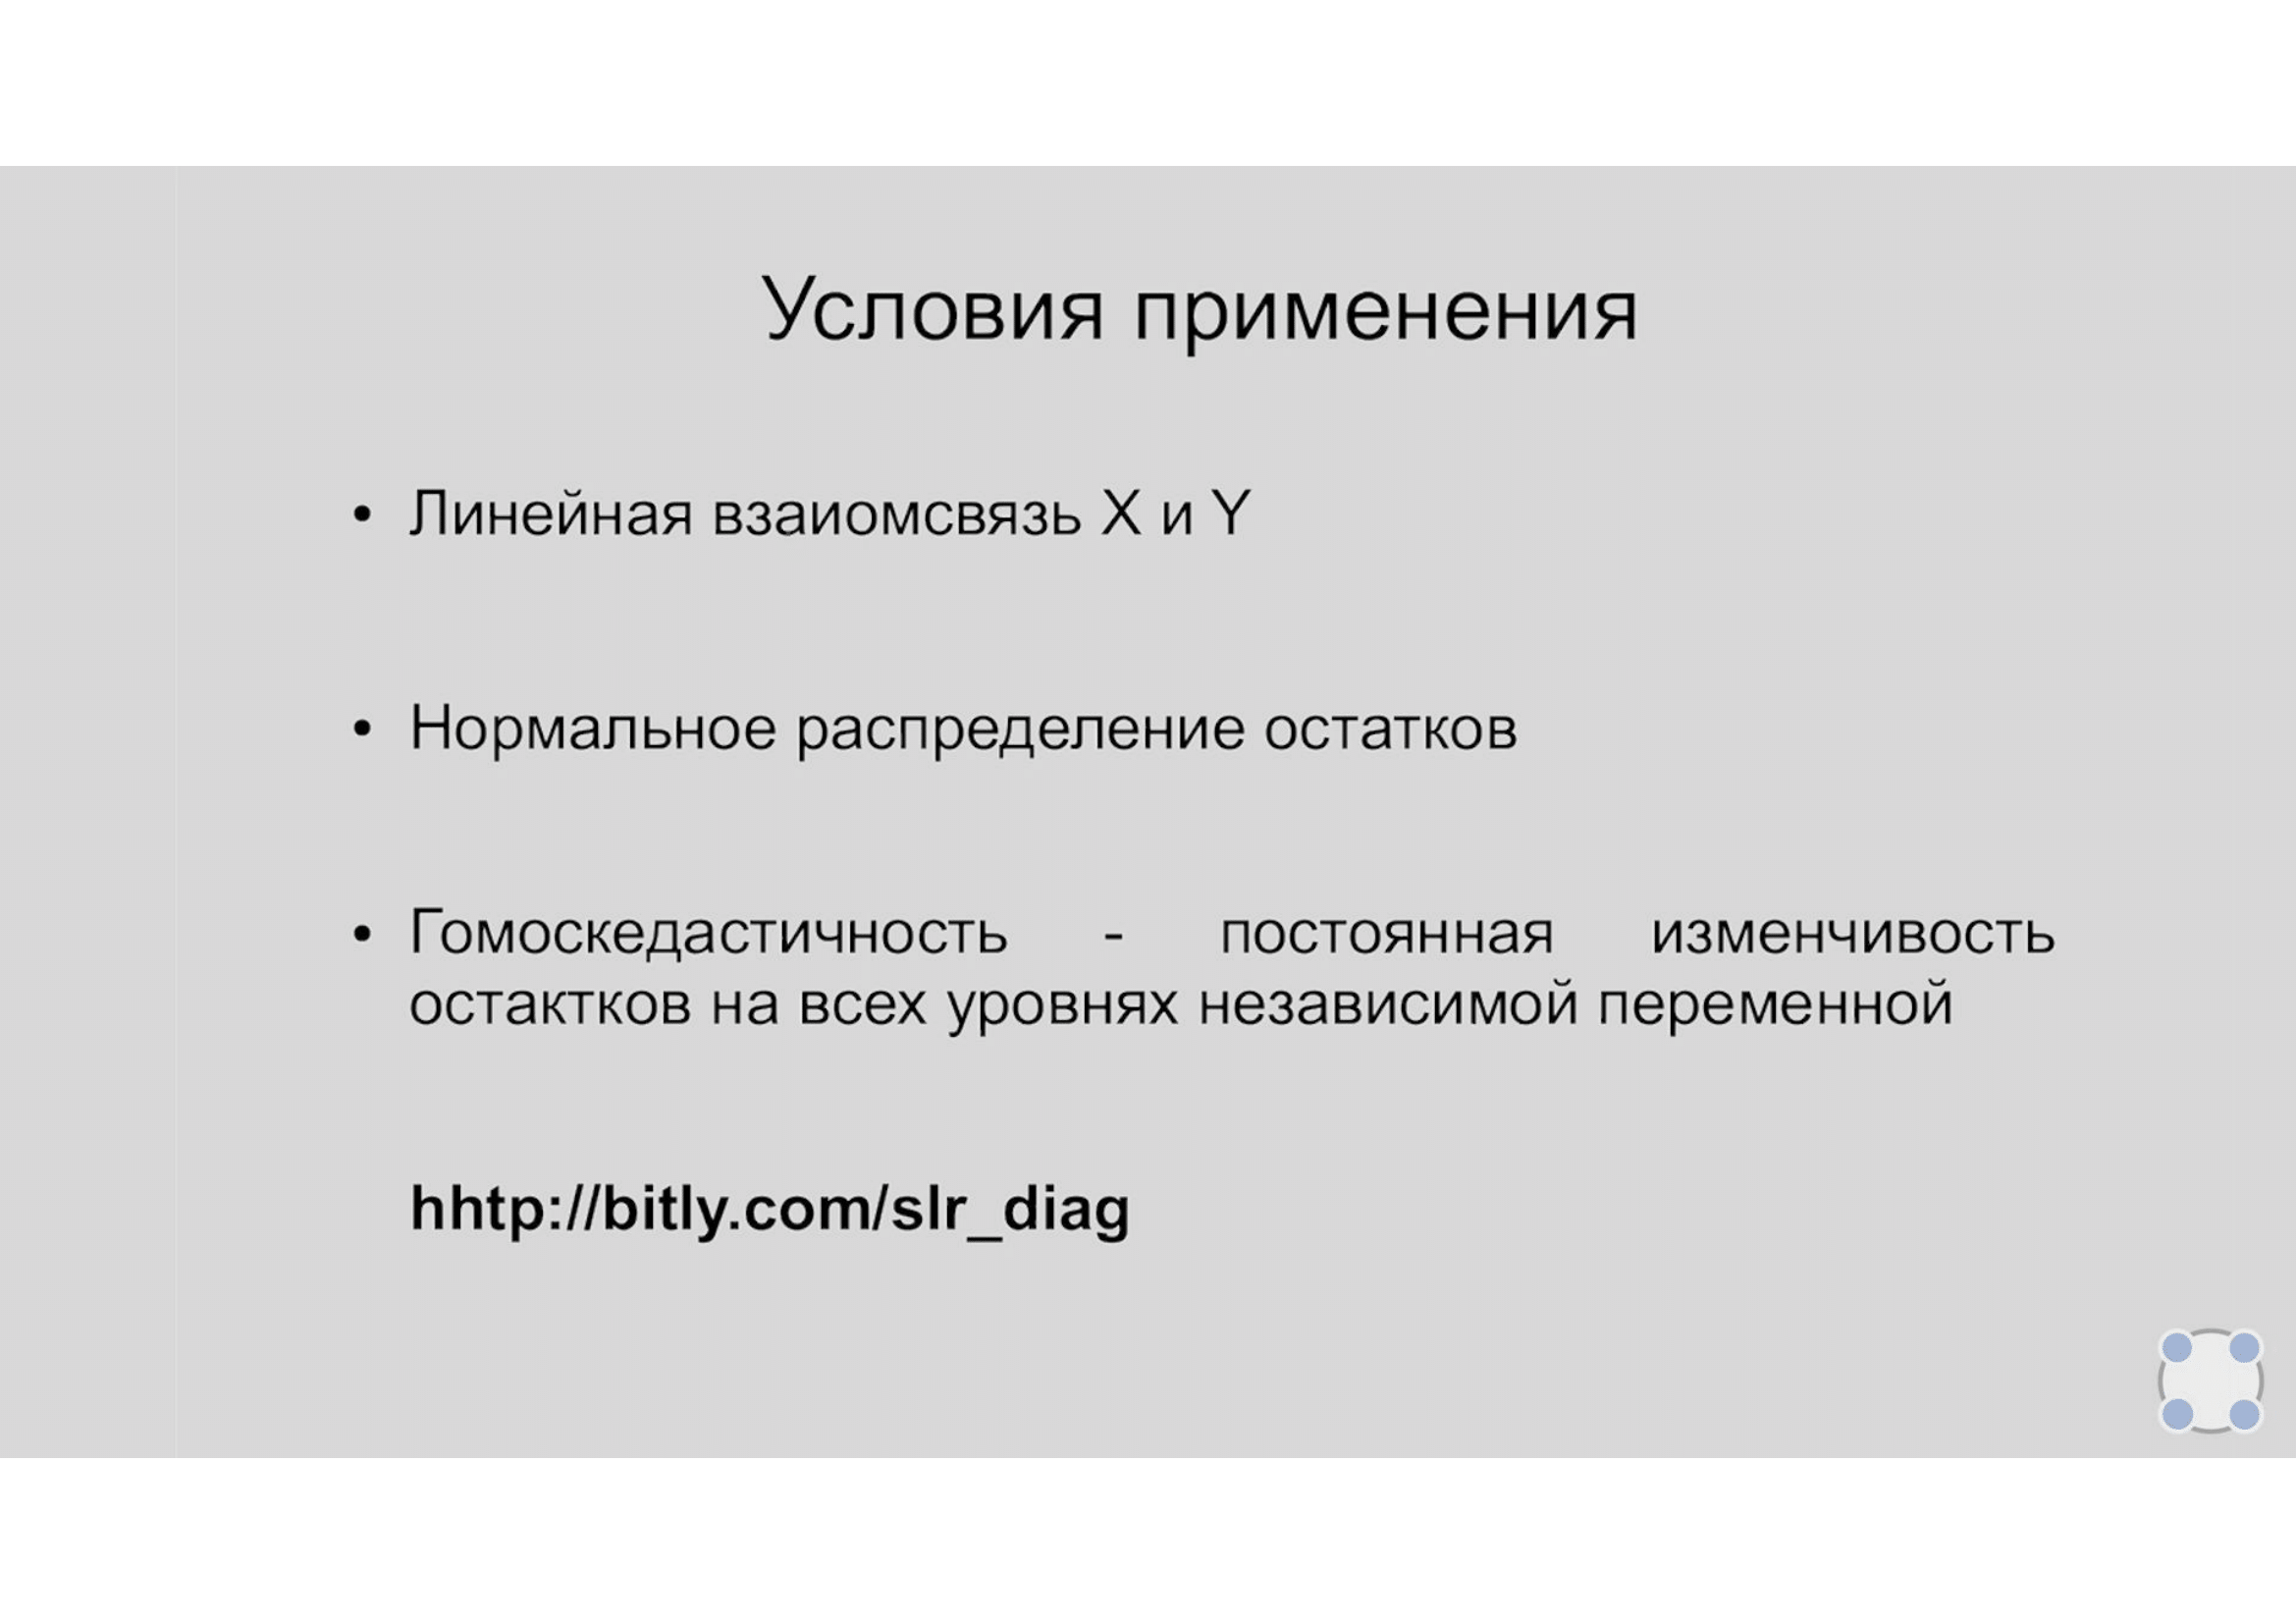 Условия применения
• Линейная взаиомсвязь X и Y
• Нормальное распределение остатков
• Гомоскедастичность - постоянная изменчивость
остактков на всех уровнях независимой переменной
hhtp://bitly.com/slr_diag